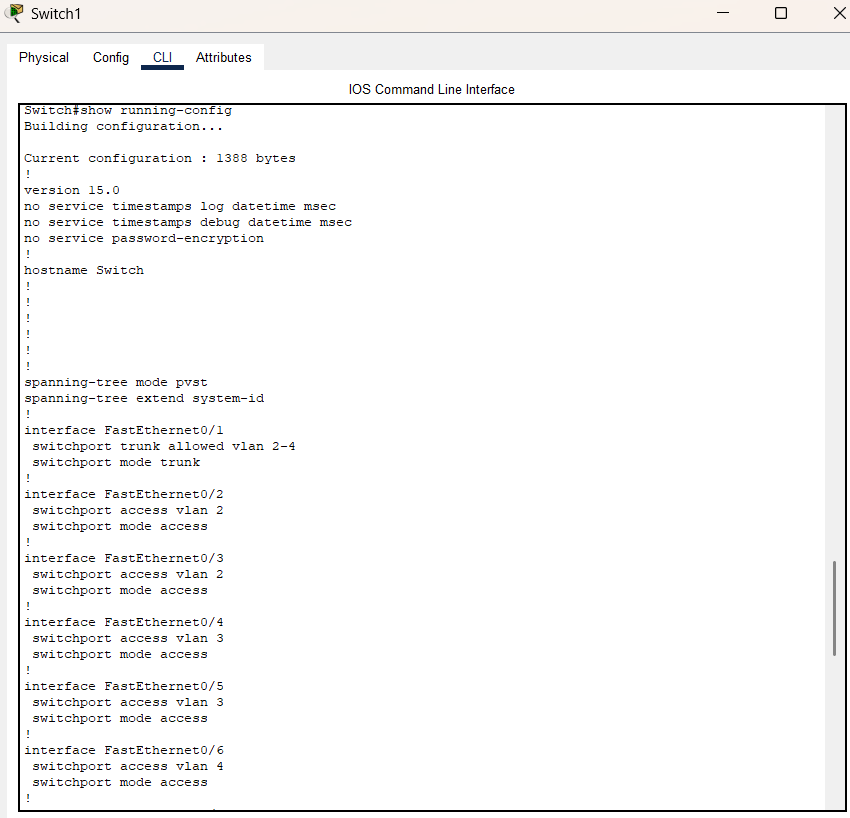 Switch1
Physical Config CLI Attributes
IOS Command Line Interface
Switch#show running-config
Building configuration...
Current configuration : 1388 bytes
!
version 15.0
no service timestamps log datetime msec
no service timestamps debug datetime msec
no service password-encryption
!
hostname Switch
!
!
!
!
!
!
spanning-tree mode pvst
spanning-tree extend system-id
!
interface FastEthernet0/1
 switchport trunk allowed vlan 2-4
 switchport mode trunk
!
interface FastEthernet0/2
 switchport access vlan 2
 switchport mode access
!
interface FastEthernet0/3
 switchport access vlan 2
 switchport mode access
!
interface FastEthernet0/4
 switchport access vlan 3
 switchport mode access
!
interface FastEthernet0/5
 switchport access vlan 3
 switchport mode access
!
interface FastEthernet0/6
 switchport access vlan 4
 switchport mode access
!